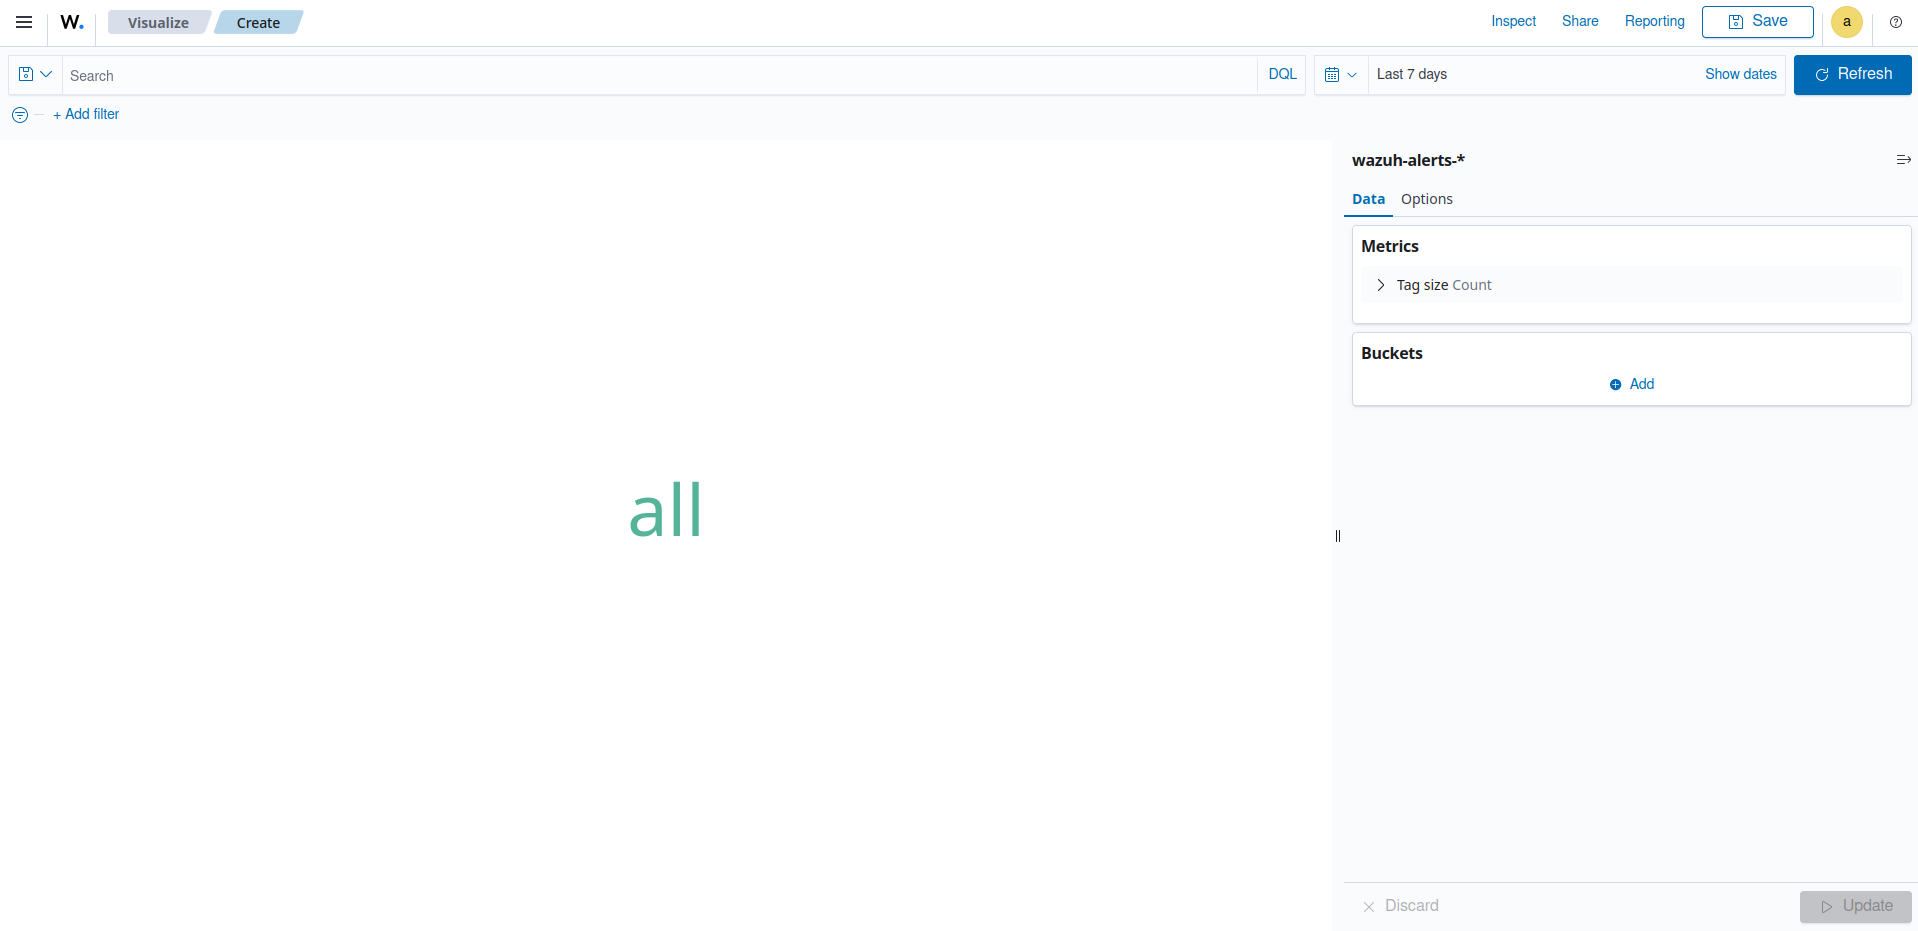 W. Visualize Create Inspect Share Reporting Save a
Search DQL Last 7 days Show dates Refresh
+ Add filter
wazuh-alerts-*
Data Options
Metrics
Tag size Count
Buckets
Add
all
Discard Update